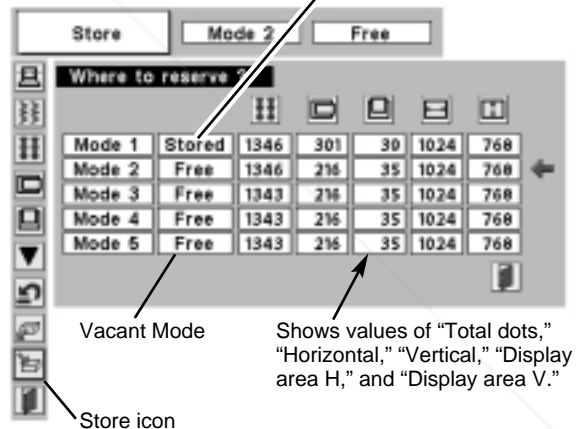 Store Mode 2 Free
Where to reserve ?
Mode 1 Stored 1346 301 30 1024 768
Mode 2 Free 1346 216 35 1024 768
Mode 3 Free 1343 216 35 1024 768
Mode 4 Free 1343 216 35 1024 768
Mode 5 Free 1343 216 35 1024 768
Vacant Mode
Shows values of “Total dots,”
“Horizontal,” “Vertical,” “Display
area H,” and “Display area V.”
Store icon